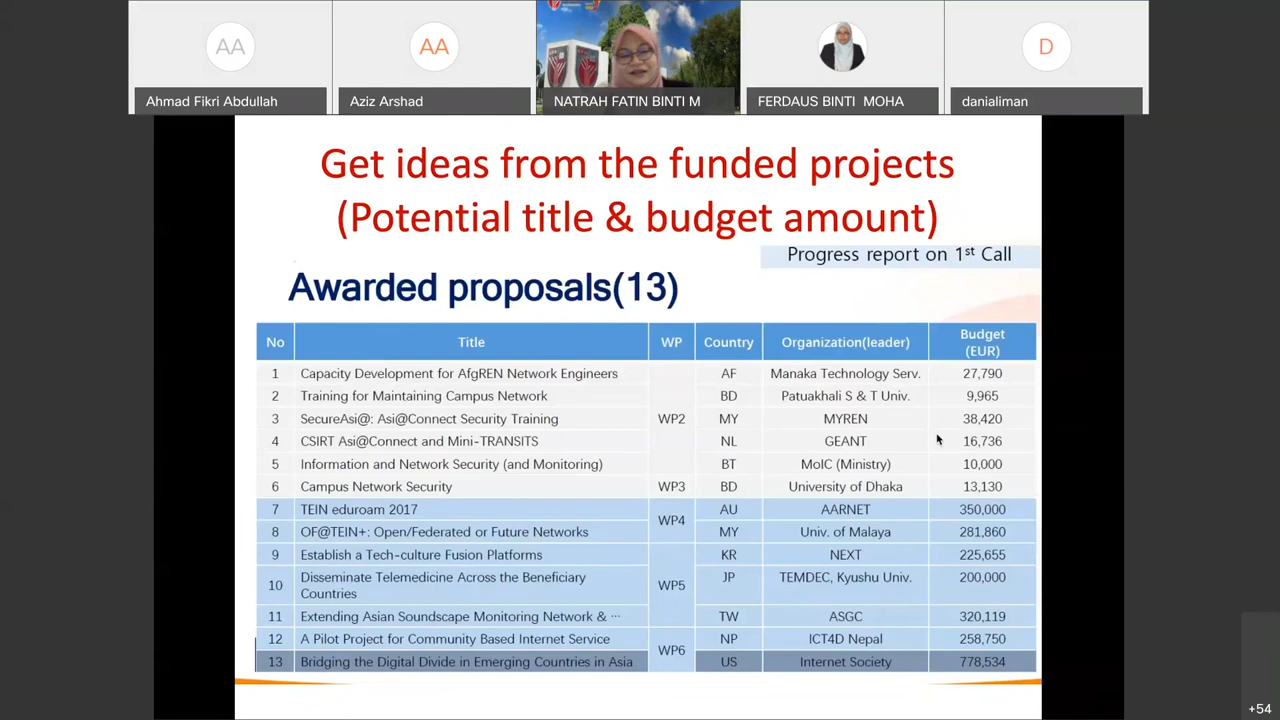 AA
AA
D
Ahmad Fikri Abdullah
Aziz Arshad
NATRAH FATIN BINTI M
FERDAUS BINTI MOHA
danialiman
Get ideas from the funded projects
(Potential title & budget amount)
Progress report on 1st Call
Awarded proposals(13)
No Title WP Country Organization(leader) Budget (EUR)
1 Capacity Development for AfgREN Network Engineers AF Manaka Technology Serv. 27,790
2 Training for Maintaining Campus Network BD Patuakhali S & T Univ. 9,965
3 SecureAsi@: Asi@Connect Security Training WP2 MY MYREN 38,420
4 CSIRT Asi@Connect and Mini-TRANSITS NL GEANT 16,736
5 Information and Network Security (and Monitoring) BT MoIC (Ministry) 10,000
6 Campus Network Security WP3 BD University of Dhaka 13,130
7 TEIN eduroam 2017 WP4 AU AARNET 350,000
8 OF@TEIN+: Open/Federated or Future Networks MY Univ. of Malaya 281,860
9 Establish a Tech-culture Fusion Platforms KR NEXT 225,655
10 Disseminate Telemedicine Across the Beneficiary Countries WP5 JP TEMDEC, Kyushu Univ. 200,000
11 Extending Asian Soundscape Monitoring Network & ··· TW ASGC 320,119
12 A Pilot Project for Community Based Internet Service WP6 NP ICT4D Nepal 258,750
13 Bridging the Digital Divide in Emerging Countries in Asia US Internet Society 778,534
+54